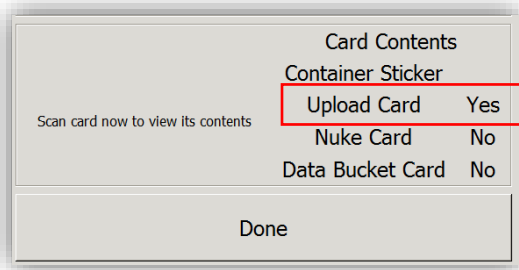 Card Contents
Container Sticker
Upload Card Yes
Scan card now to view its contents
Nuke Card No
Data Bucket Card No
Done